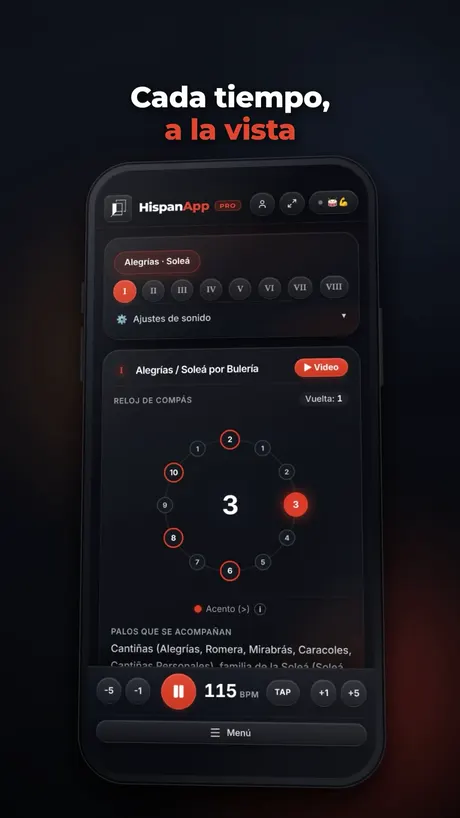 Cada tiempo,
a la vista
HispanApp PRO
Alegrías · Soleá
I II III IV V VI VII VIII
Ajustes de sonido
I Alegrías / Soleá por Bulería Video
RELOJ DE COMPÁS Vuelta: 1
2
1 1
10 2
9 3 3
8 4
7 5
6
Acento (>) i
PALOS QUE SE ACOMPAÑAN
Cantiñas (Alegrías, Romera, Mirabrás, Caracoles,
Cantiñas Personales), familia de la Soleá (Soleá
-5 -1 115 BPM TAP +1 +5
Menú